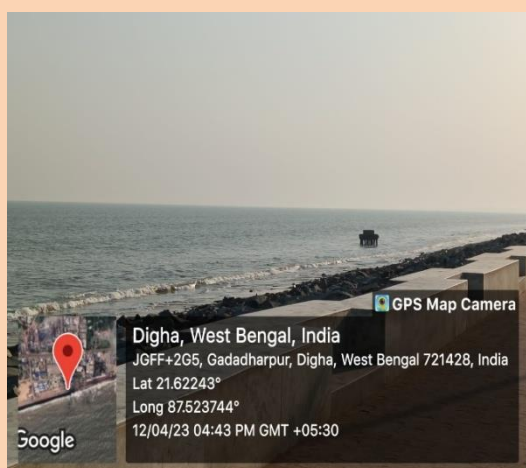 GPS Map Camera
Digha, West Bengal, India
JGFF+2G5, Gadadharpur, Digha, West Bengal 721428, India
Lat 21.62243°
Long 87.523744°
12/04/23 04:43 PM GMT +05:30
Google